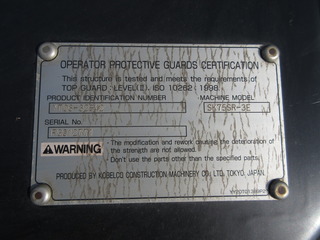 OPERATOR PROTECTIVE GUARDS CERTIFICATION
This structure is tested and meets the requirements of
TOP GUARD, LEVEL(Ⅱ), ISO 10262 (1998).
PRODUCT IDENTIFICATION NUMBER MACHINE MODEL
SK75SR-3E
SERIAL No.
WARNING
- The modification and rework causing the deterioration of
the strength are not allowed.
- Don't use the parts other than the specified parts.
PRODUCED BY KOBELCO CONSTRUCTION MACHINERY CO., LTD. TOKYO, JAPAN.